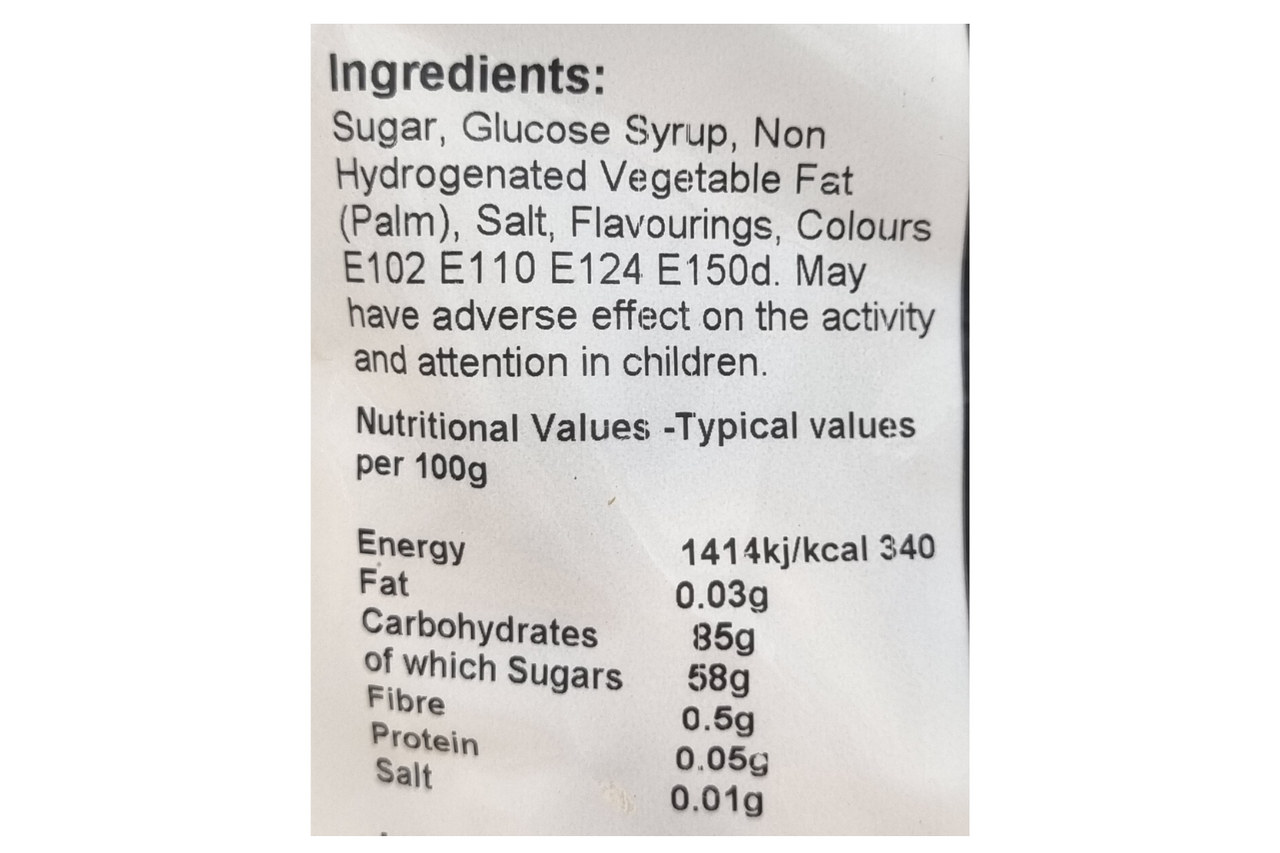 Ingredients:
Sugar, Glucose Syrup, Non
Hydrogenated Vegetable Fat
(Palm), Salt, Flavourings, Colours
E102 E110 E124 E150d. May
have adverse effect on the activity
and attention in children.
Nutritional Values -Typical values
per 100g
Energy 1414kj/kcal 340
Fat 0.03g
Carbohydrates 85g
of which Sugars 58g
Fibre 0.5g
Protein 0.05g
Salt 0.01g